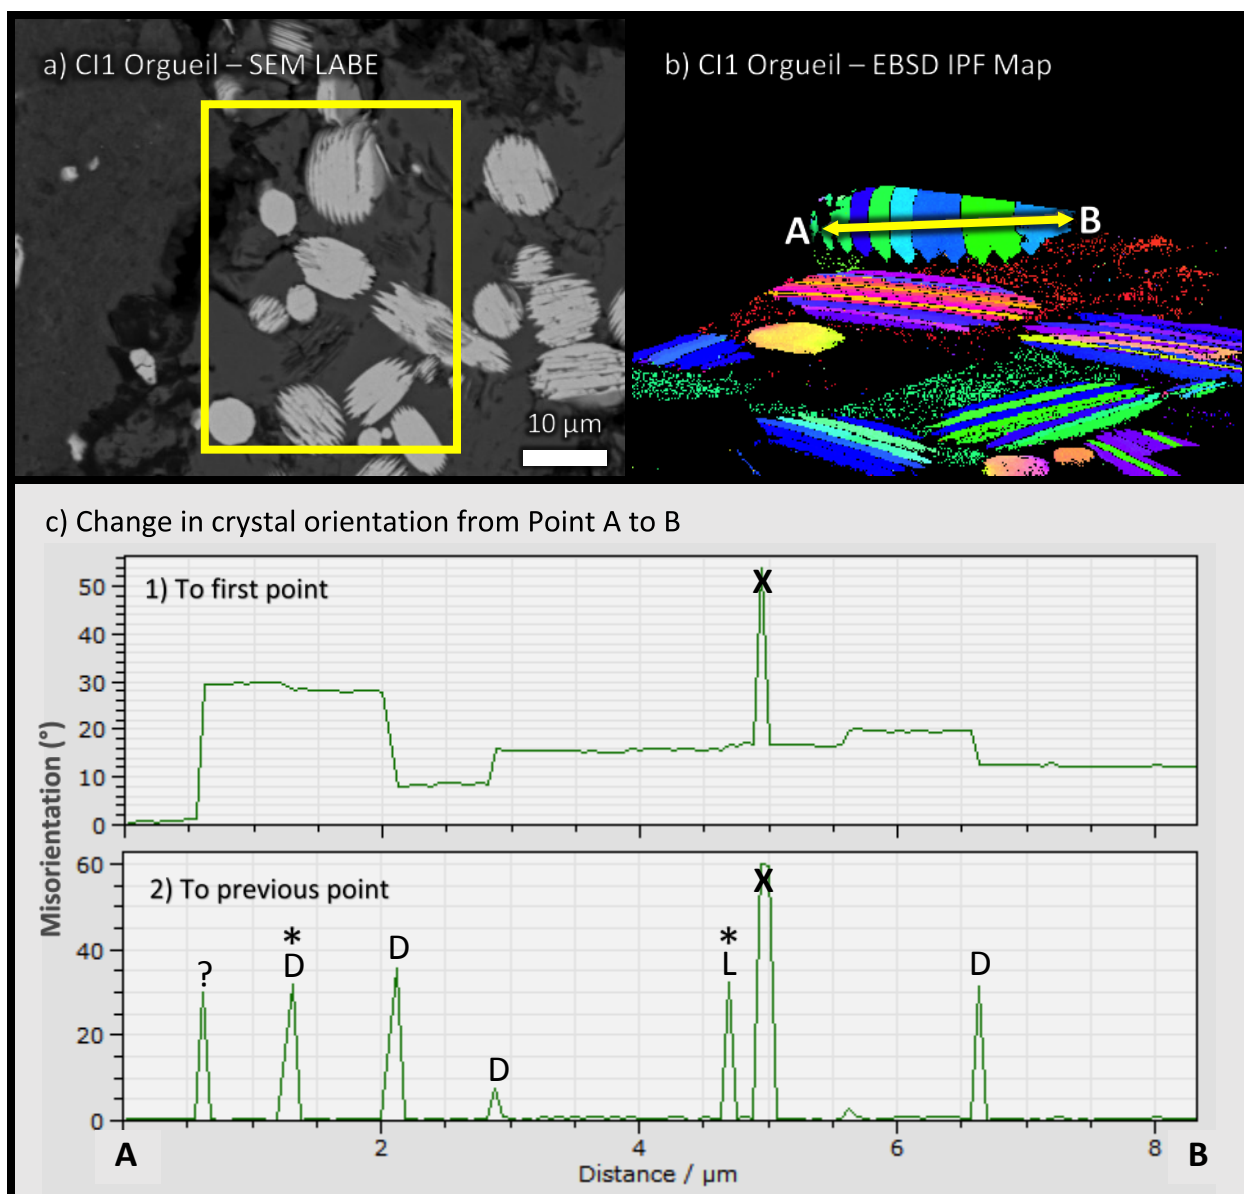 a) CI1 Orgueil – SEM LABE
10 µm
b) CI1 Orgueil – EBSD IPF Map
A
B
c) Change in crystal orientation from Point A to B
Misorientation (°)
1) To first point
X
50
40
30
20
10
0
2) To previous point
X
60
40
20
0
?
*
D
D
D
*
L
D
A
2
4
6
8
B
Distance / µm